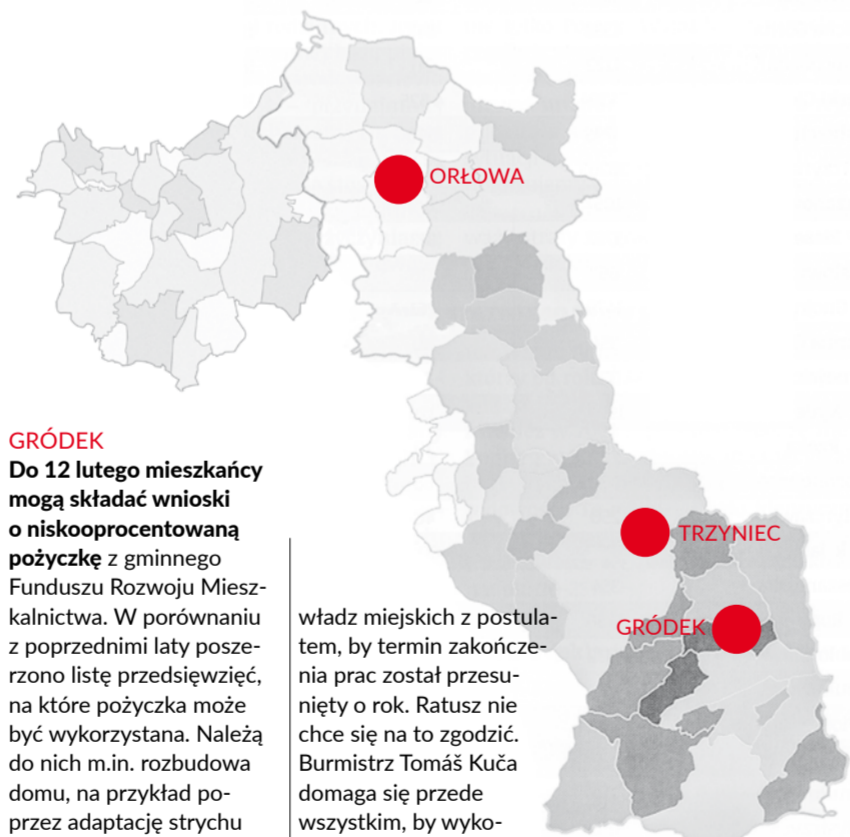 ORŁOWA
TRZYNIEC
GRÓDEK
GRÓDEK
Do 12 lutego mieszkańcy
mogą składać wnioski
o niskooprocentowaną
pożyczkę z gminnego
Funduszu Rozwoju Miesz-
kalnictwa. W porównaniu
z poprzednimi laty posze-
rzono listę przedsięwzięć,
na które pożyczka może
być wykorzystana. Należą
do nich m.in. rozbudowa
domu, na przykład po-
przez adaptację strychu
władz miejskich z postula-
tem, by termin zakończe-
nia prac został przesu-
nięty o rok. Ratusz nie
chce się na to zgodzić.
Burmistrz Tomáš Kuča
domaga się przede
wszystkim, by wyko-